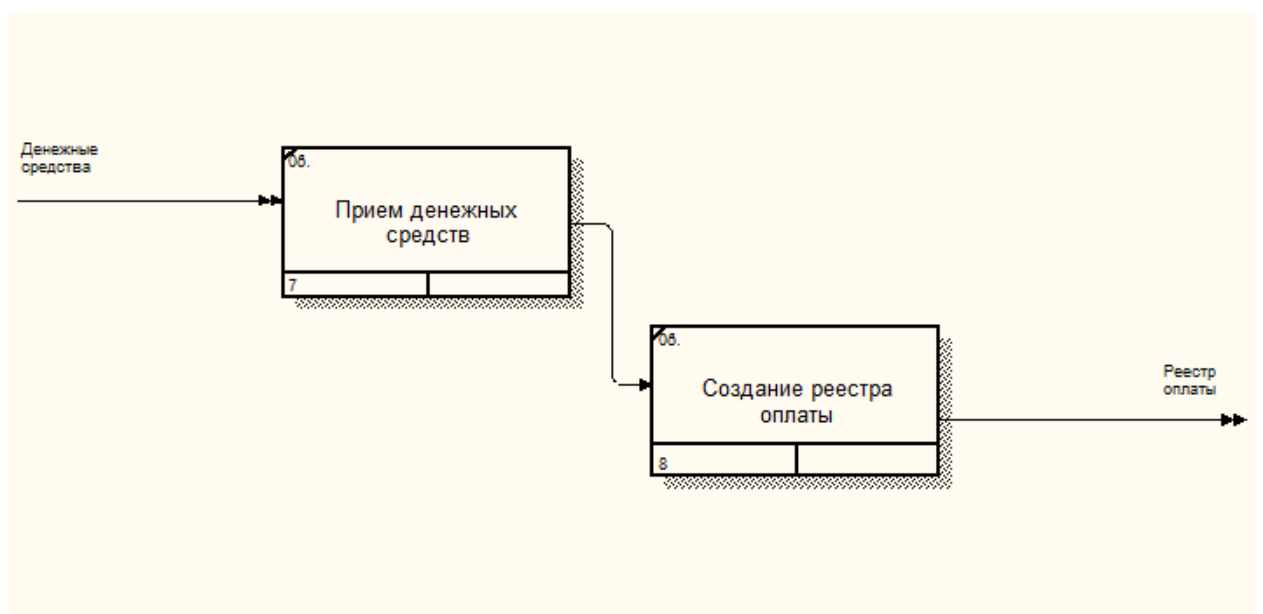 Денежные
средства
0б.
Прием денежных
средств
7
0б.
Создание реестра
оплаты
8
Реестр
оплаты